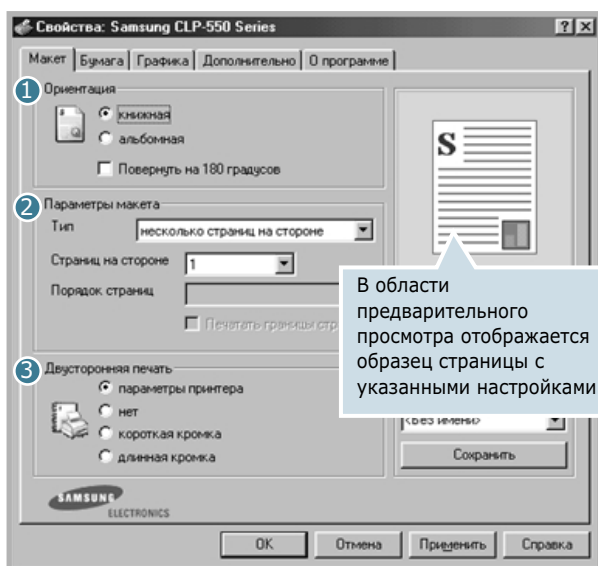 Свойства: Samsung CLP-550 Series
Макет Бумага Графика Дополнительно О программе
1 Ориентация
книжная
альбомная
Повернуть на 180 градусов
S
2 Параметры макета
Тип несколько страниц на стороне
Страниц на стороне 1
Порядок страниц
Печатать границы стр
В области
предварительного
просмотра отображается
образец страницы с
указанными настройками
3 Двусторонняя печать
параметры принтера
нет
короткая кромка
длинная кромка
<Без имени>
Сохранить
SAMSUNG
ELECTRONICS
OK Отмена Применить Справка